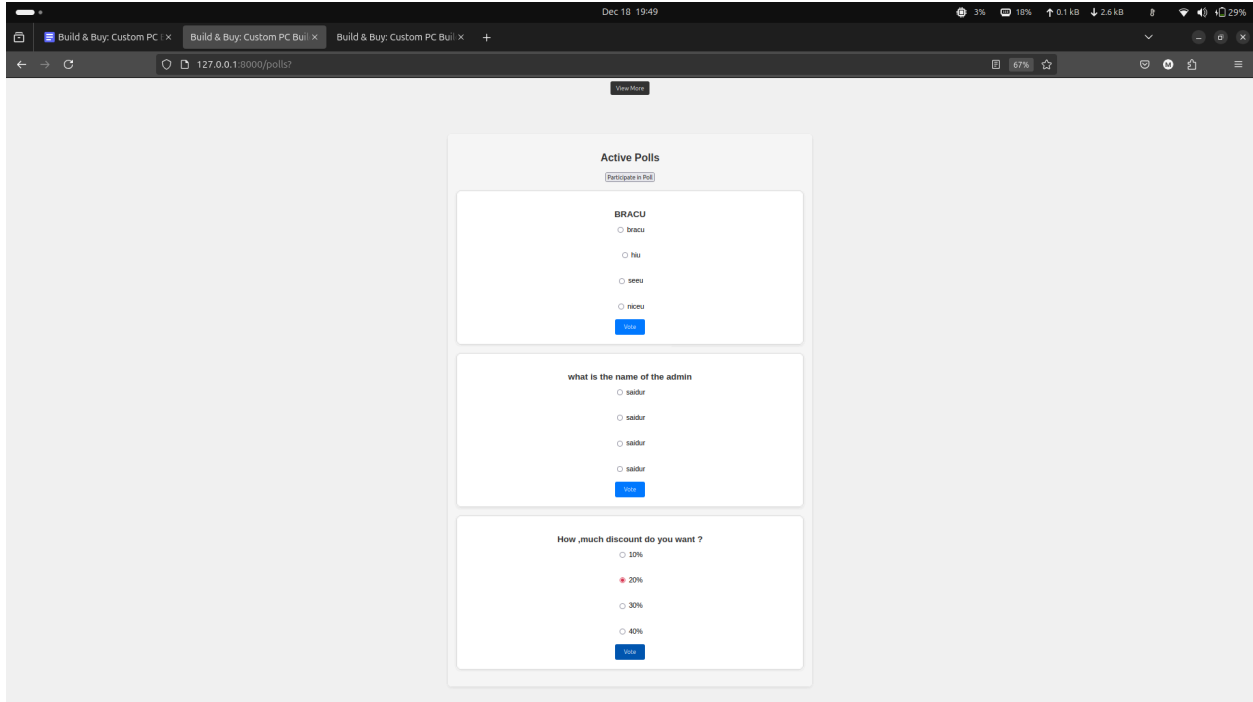 Dec 18 19:49
3% 18% 0.1 kB 2.6 kB 29%
Build & Buy: Custom PC Build & Buy: Custom PC Buil Build & Buy: Custom PC Buil
127.0.0.1:8000/polls? 67%
View More
Active Polls
Participate in Poll
BRACU
bracu
hiu
seeu
niceu
Vote
what is the name of the admin
saidur
saidur
saidur
saidur
Vote
How ,much discount do you want ?
10%
20%
30%
40%
Vote